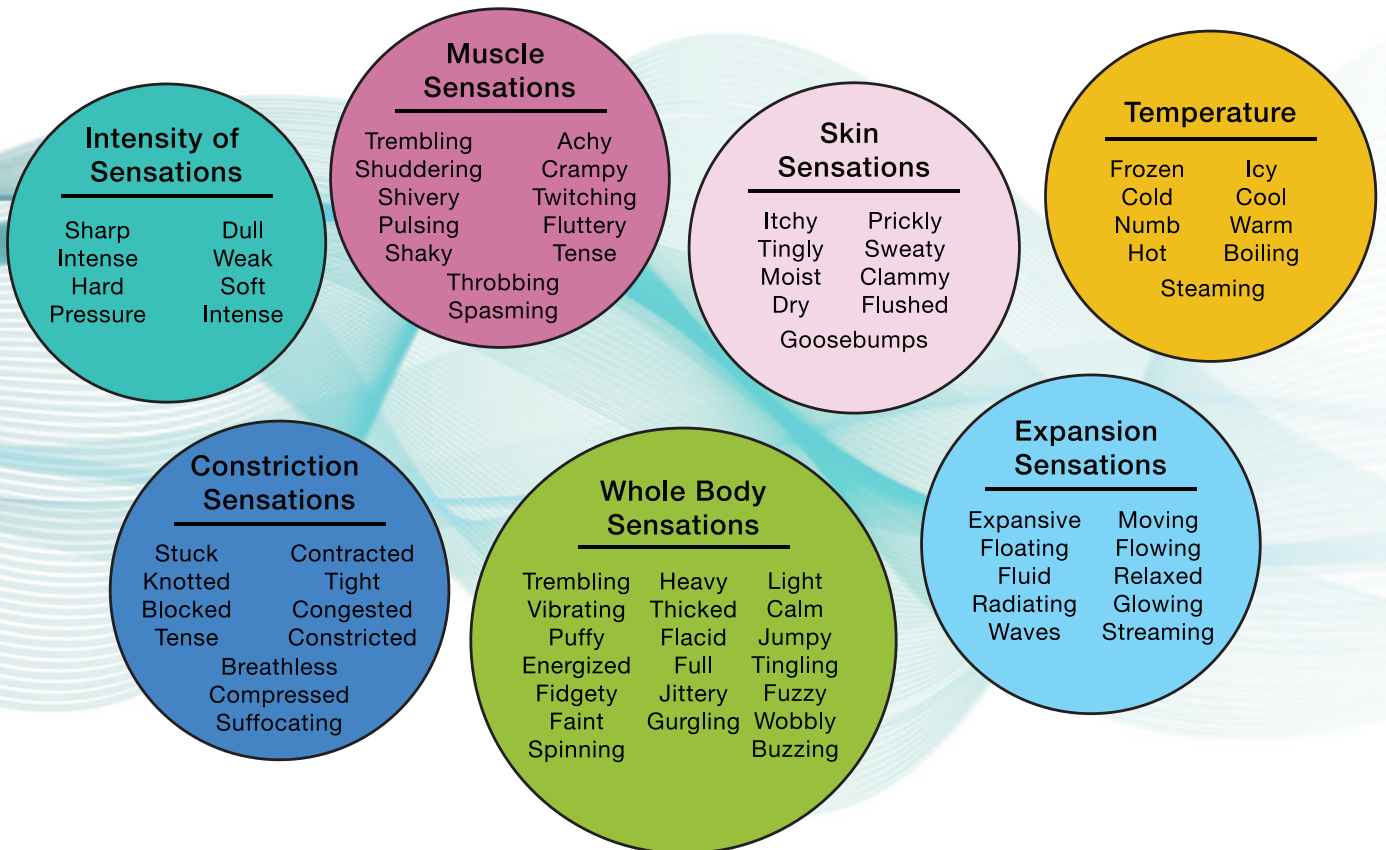 Intensity of
Sensations
Sharp Dull
Intense Weak
Hard Soft
Pressure Intense
Muscle
Sensations
Trembling Achy
Shuddering Crampy
Shivery Twitching
Pulsing Fluttery
Shaky Tense
Throbbing
Spasming
Skin
Sensations
Itchy Prickly
Tingly Sweaty
Moist Clammy
Dry Flushed
Goosebumps
Temperature
Frozen Icy
Cold Cool
Numb Warm
Hot Boiling
Steaming
Constriction
Sensations
Stuck Contracted
Knotted Tight
Blocked Congested
Tense Constricted
Breathless
Compressed
Suffocating
Whole Body
Sensations
Trembling Heavy Light
Vibrating Thicked Calm
Puffy Flacid Jumpy
Energized Full Tingling
Fidgety Jittery Fuzzy
Faint Gurgling Wobbly
Spinning Buzzing
Expansion
Sensations
Expansive Moving
Floating Flowing
Fluid Relaxed
Radiating Glowing
Waves Streaming